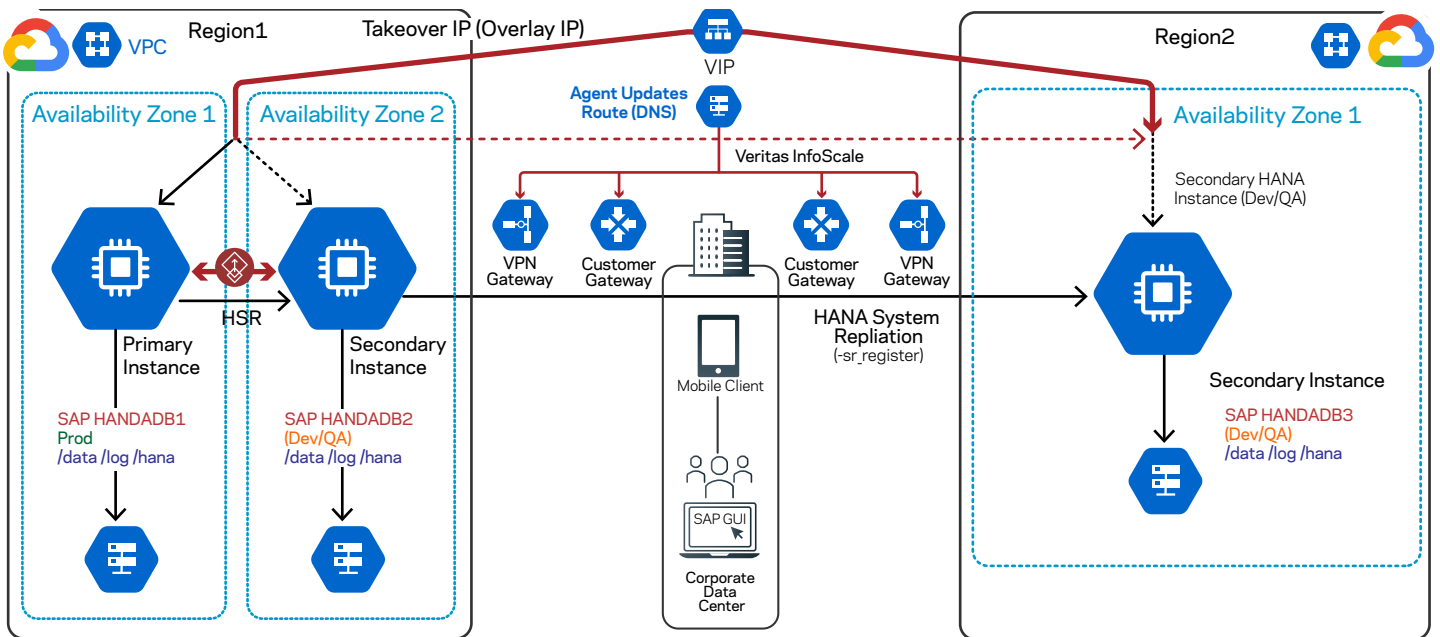 Region1
Takeover IP (Overlay IP)
VPC
VIP
Region2
Availability Zone 1
Availability Zone 2
Agent Updates
Route (DNS)
Availability Zone 1
Veritas InfoScale
Secondary HANA
Instance (Dev/QA)
VPN
Gateway
Customer
Gateway
Customer
Gateway
VPN
Gateway
HSR
HANA System
Repliation
(-sr_register)
Primary
Instance
Secondary
Instance
Mobile Client
Secondary Instance
SAP HANDADB1
Prod
/data /log /hana
SAP HANDADB2
(Dev/QA)
/data /log /hana
SAP HANDADB3
(Dev/QA)
/data /log /hana
SAP GUI
Corporate
Data
Center